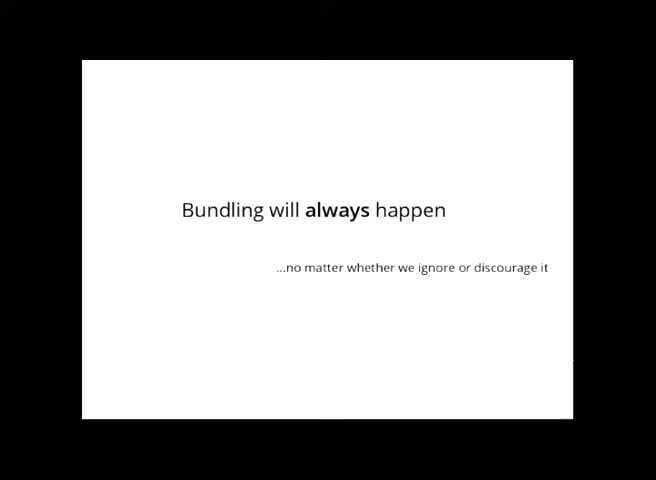 Bundling will always happen
...no matter whether we ignore or discourage it